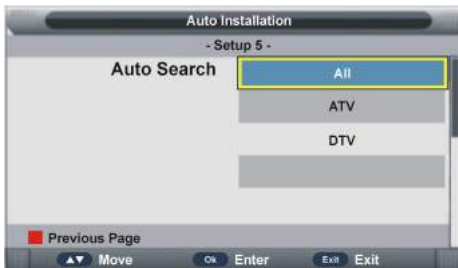 Auto Installation
- Setup 5 -
Auto Search
All
ATV
DTV
Previous Page
▲▼ Move Ok Enter Exit Exit